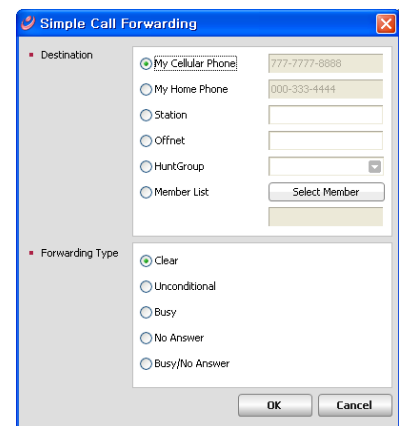 Simple Call Forwarding
Destination
My Cellular Phone 777-7777-8888
My Home Phone 000-333-4444
Station
Offnet
HuntGroup
Member List Select Member
Forwarding Type
Clear
Unconditional
Busy
No Answer
Busy/No Answer
OK Cancel